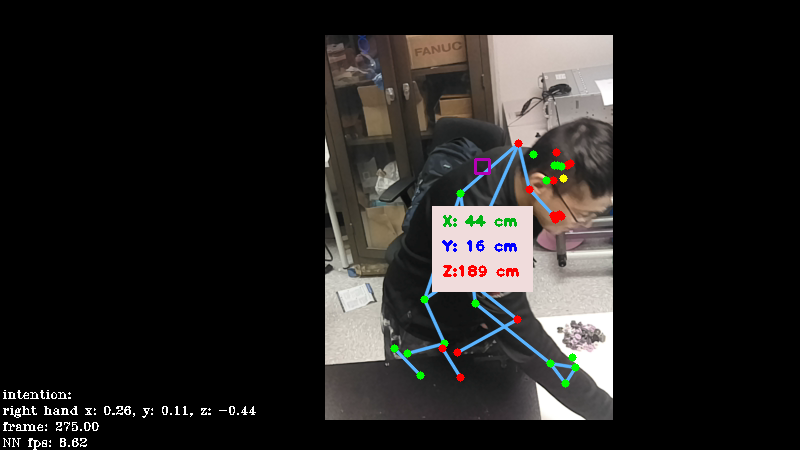 FANUC
X: 44 cm
Y: 16 cm
Z:189 cm
intention:
right hand x: 0.26, y: 0.11, z: −0.44
frame: 275.00
NN fps: 8.62